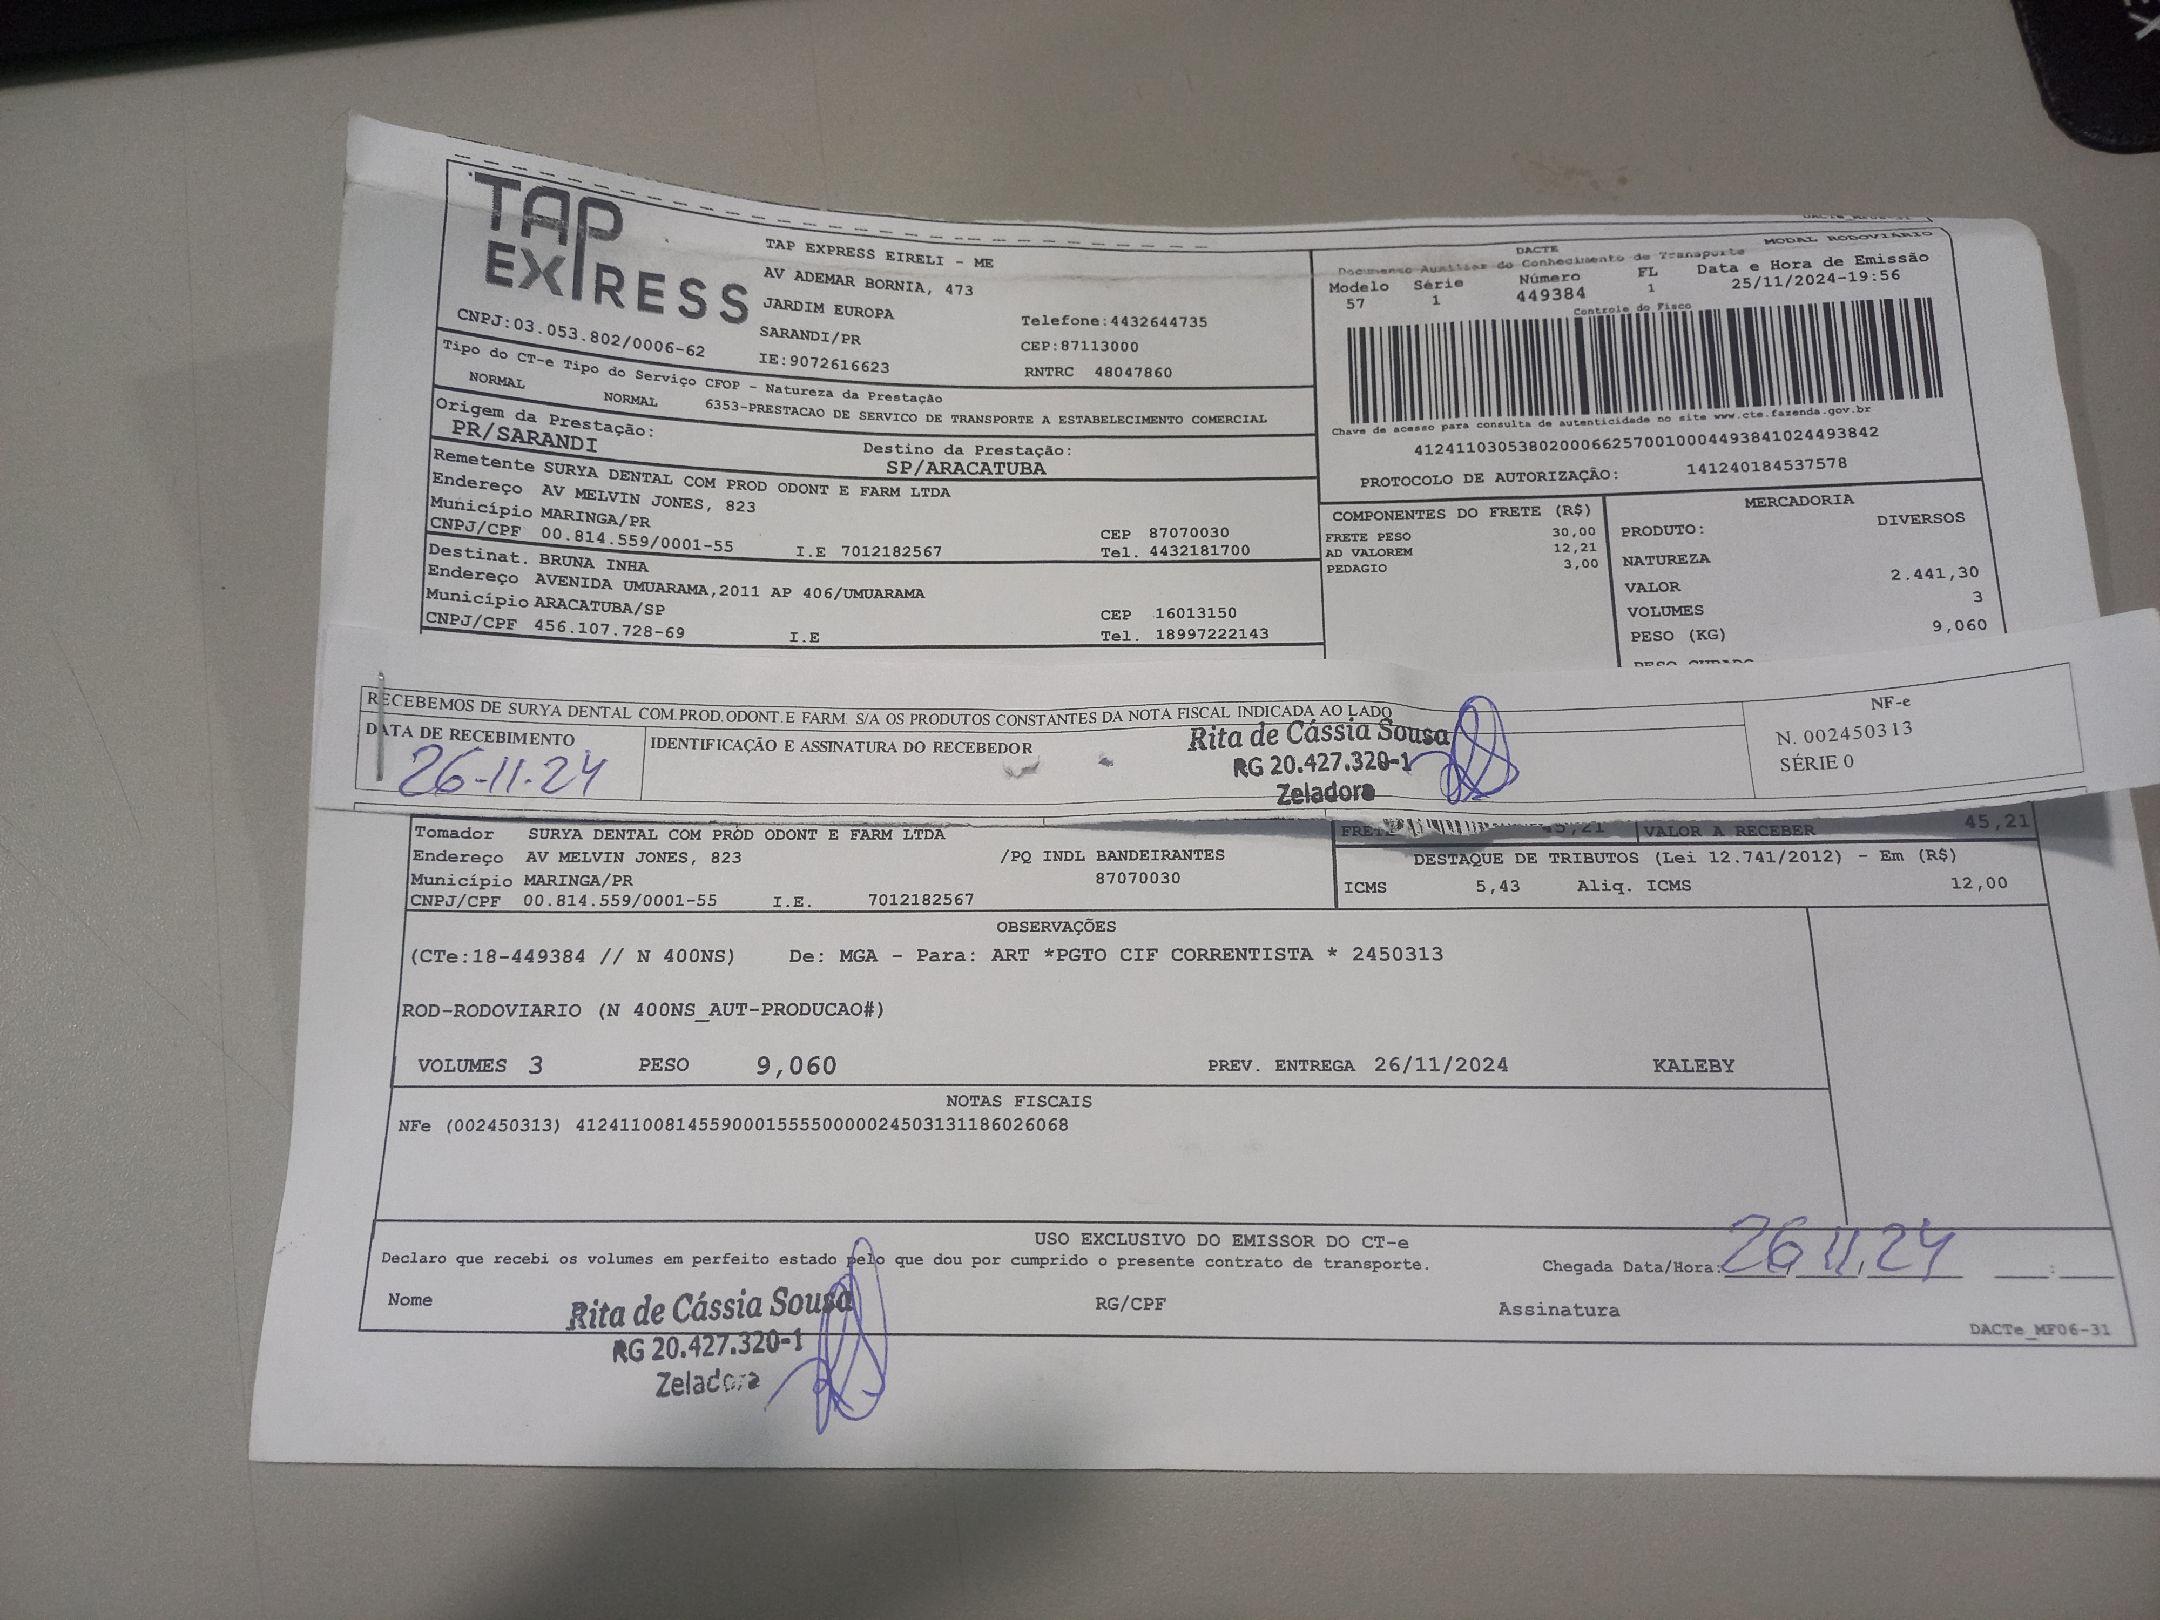 TAP
EXPRESS
CNPJ:03.053.802/0006-62
TAP EXPRESS EIRELI - ME
AV ADEMAR BORNIA, 473
JARDIM EUROPA
SARANDI/PR
IE:9072616623
Telefone:4432644735
CEP:87113000
RNTRC 48047860
MODAL RODOVIARIO
DACTE
Documento Auxiliar do Conhecimento de Transporte
Modelo Série Número FL Data e Hora de Emissão
57 1 449384 1 25/11/2024-19:56
Controle do Fisco
Chave de acesso para consulta de autenticidade no site www.cte.fazenda.gov.br
41241103053802000662570010004493841024493842
PROTOCOLO DE AUTORIZAÇÃO: 141240184537578
Tipo do CT-e Tipo do Serviço CFOP - Natureza da Prestação
NORMAL NORMAL 6353-PRESTACAO DE SERVICO DE TRANSPORTE A ESTABELECIMENTO COMERCIAL
Origem da Prestação: Destino da Prestação:
PR/SARANDI SP/ARACATUBA
Remetente SURYA DENTAL COM PROD ODONT E FARM LTDA
Endereço AV MELVIN JONES, 823
Município MARINGA/PR CEP 87070030
CNPJ/CPF 00.814.559/0001-55 I.E 7012182567 Tel. 4432181700
Destinat. BRUNA INHA
Endereço AVENIDA UMUARAMA,2011 AP 406/UMUARAMA
Município ARACATUBA/SP CEP 16013150
CNPJ/CPF 456.107.728-69 I.E Tel. 18997222143
COMPONENTES DO FRETE (R$)
FRETE PESO 30,00
AD VALOREM 12,21
PEDAGIO 3,00
MERCADORIA
PRODUTO: DIVERSOS
NATUREZA
VALOR 2.441,30
VOLUMES 3
PESO (KG) 9,060
RECEBEMOS DE SURYA DENTAL COM.PROD.ODONT.E FARM. S/A OS PRODUTOS CONSTANTES DA NOTA FISCAL INDICADA AO LADO
DATA DE RECEBIMENTO IDENTIFICAÇÃO E ASSINATURA DO RECEBEDOR
26-11-24
Rita de Cássia Sousa
RG 20.427.320-1
Zeladora
NF-e
N. 002450313
SÉRIE 0
Tomador SURYA DENTAL COM PROD ODONT E FARM LTDA
Endereço AV MELVIN JONES, 823 /PQ INDL BANDEIRANTES
Município MARINGA/PR 87070030
CNPJ/CPF 00.814.559/0001-55 I.E. 7012182567
FRETE 45,21 VALOR A RECEBER 45,21
DESTAQUE DE TRIBUTOS (Lei 12.741/2012) - Em (R$)
ICMS 5,43 Aliq. ICMS 12,00
OBSERVAÇÕES
(CTe:18-449384 // N 400NS) De: MGA - Para: ART *PGTO CIF CORRENTISTA * 2450313
ROD-RODOVIARIO (N 400NS_AUT-PRODUCAO#)
VOLUMES 3 PESO 9,060 PREV. ENTREGA 26/11/2024 KALEBY
NOTAS FISCAIS
NFe (002450313) 41241100814559000155550000024503131186026068
USO EXCLUSIVO DO EMISSOR DO CT-e
Declaro que recebi os volumes em perfeito estado pelo que dou por cumprido o presente contrato de transporte.
Chegada Data/Hora: 26 11 24
Nome RG/CPF Assinatura
Rita de Cássia Sousa
RG 20.427.320-1
Zeladora
DACTe_MF06-31